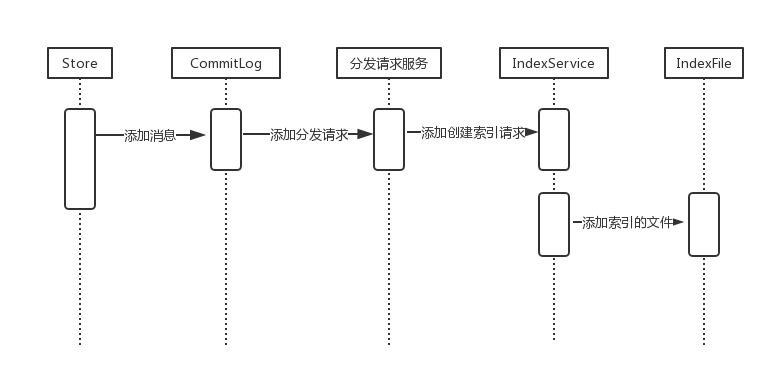 Store
CommitLog
分发请求服务
IndexService
IndexFile
添加消息
添加分发请求
添加创建索引请求
添加索引的文件